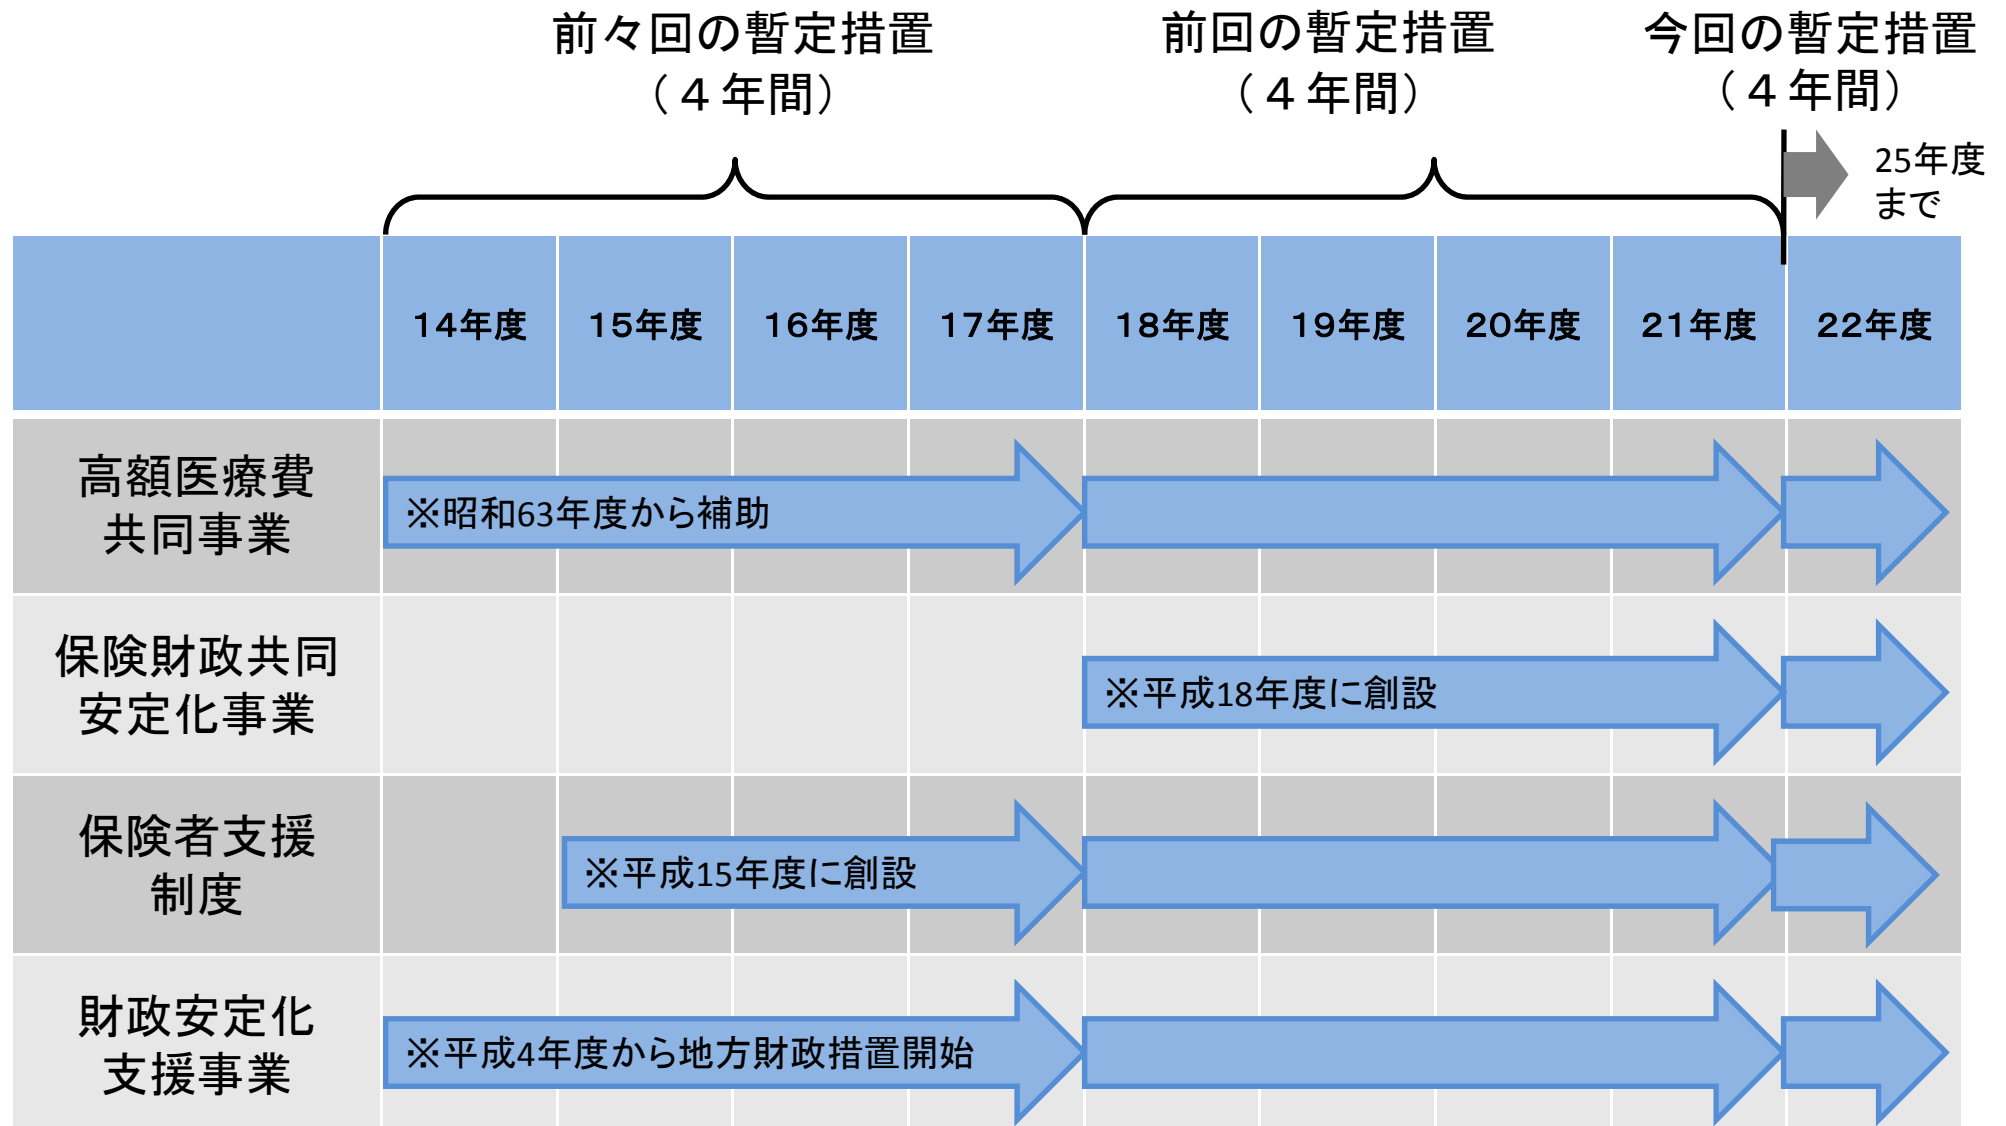 前々回の暫定措置
（４年間）
前回の暫定措置
（４年間）
今回の暫定措置
（４年間）
25年度
まで
14年度
15年度
16年度
17年度
18年度
19年度
20年度
21年度
22年度
高額医療費
共同事業
※昭和63年度から補助
保険財政共同
安定化事業
※平成18年度に創設
保険者支援
制度
※平成15年度に創設
財政安定化
支援事業
※平成4年度から地方財政措置開始